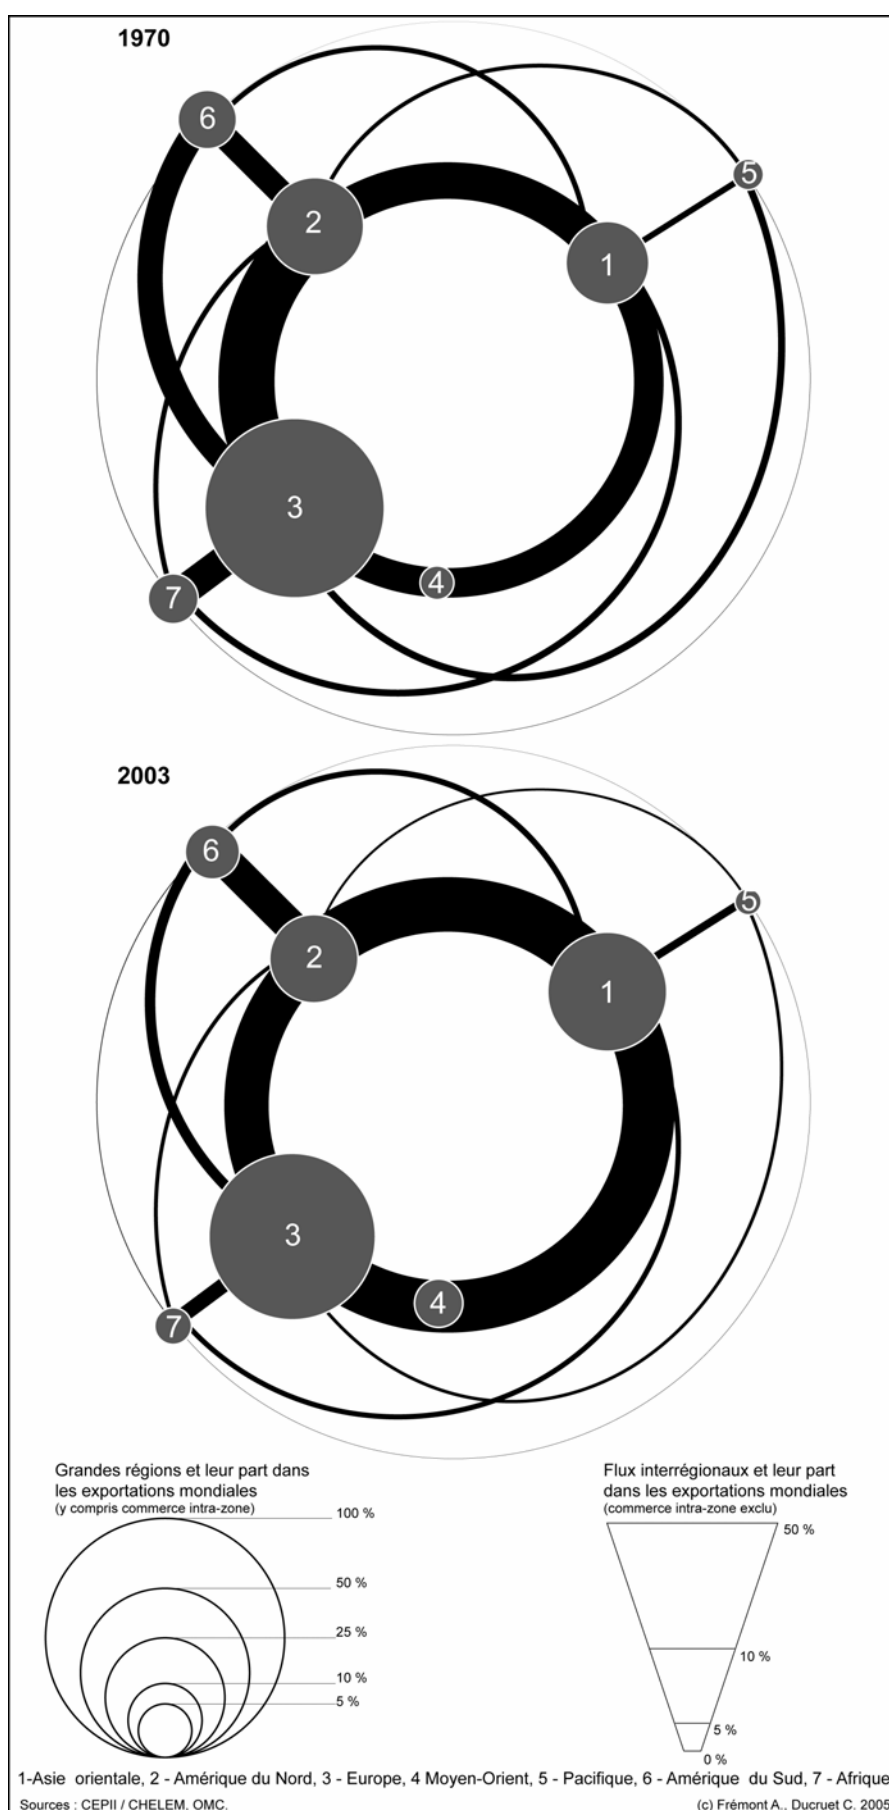 1970
6
5
2
1
3
4
7
2003
6
5
2
1
3
4
7
Grandes régions et leur part dans
les exportations mondiales
(y compris commerce intra-zone)
100 %
50 %
25 %
10 %
5 %
Flux interrégionaux et leur part
dans les exportations mondiales
(commerce intra-zone exclu)
50 %
10 %
5 %
0 %
1-Asie orientale, 2 - Amérique du Nord, 3 - Europe, 4 Moyen-Orient, 5 - Pacifique, 6 - Amérique du Sud, 7 - Afrique
Sources : CEPII / CHELEM, OMC.
(c) Frémont A., Ducruet C. 2005